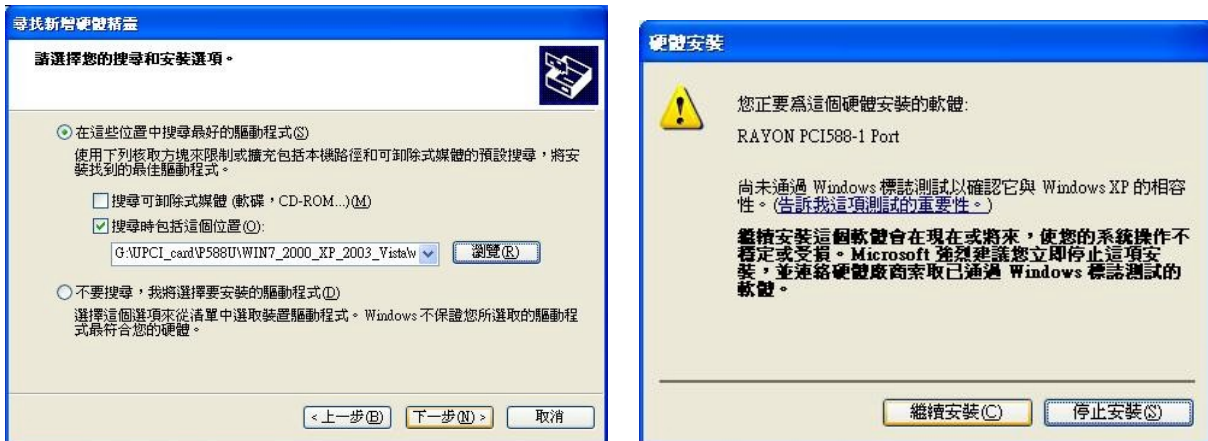 尋找新增硬體精靈
請選擇您的搜尋和安裝選項。
在這些位置中搜尋最好的驅動程式(S)
使用下列核取方塊來限制或擴充包括本機路徑和可卸除式媒體的預設搜尋，將安
裝找到的最佳驅動程式。
搜尋可卸除式媒體 (軟碟，CD-ROM...)(M)
搜尋時包括這個位置(O):
G:\UPCI_card\P588U\WIN7_2000_XP_2003_Vista\w
瀏覽(R)
不要搜尋，我將選擇要安裝的驅動程式(D)
選擇這個選項來從清單中選取裝置驅動程式。Windows 不保證您所選取的驅動程
式最符合您的硬體。
<上一步(B)
下一步(N) >
取消
硬體安裝
您正要為這個硬體安裝的軟體:
RAYON PCI588-1 Port
尚未通過 Windows 標誌測試以確認它與 Windows XP 的相容
性。(告訴我這項測試的重要性。)
繼續安裝這個軟體會在現在或將來，使您的系統操作不
穩定或受損。Microsoft 強烈建議您立即停止這項安
裝，並連絡硬體廠商索取已通過 Windows 標誌測試的
軟體。
繼續安裝(C)
停止安裝(S)